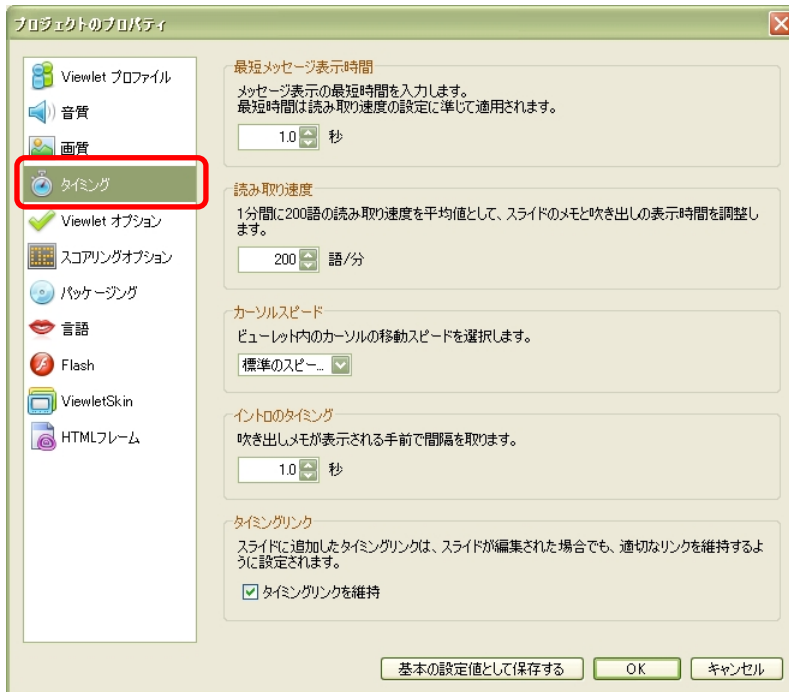 プロジェクトのプロパティ
Viewlet プロファイル
音質
画質
タイミング
Viewlet オプション
スコアリングオプション
パッケージング
言語
Flash
ViewletSkin
HTMLフレーム
最短メッセージ表示時間
メッセージ表示の最短時間を入力します。
最短時間は読み取り速度の設定に準じて適用されます。
1.0 秒
読み取り速度
1分間に200語の読み取り速度を平均値として、スライドのメモと吹き出しの表示時間を調整し
ます。
200 語/分
カーソルスピード
ビューレット内のカーソルの移動スピードを選択します。
標準のスピー...
イントロのタイミング
吹き出しメモが表示される手前で間隔を取ります。
1.0 秒
タイミングリンク
スライドに追加したタイミングリンクは、スライドが編集された場合でも、適切なリンクを維持するよ
うに設定されます。
タイミングリンクを維持
基本の設定値として保存する OK キャンセル